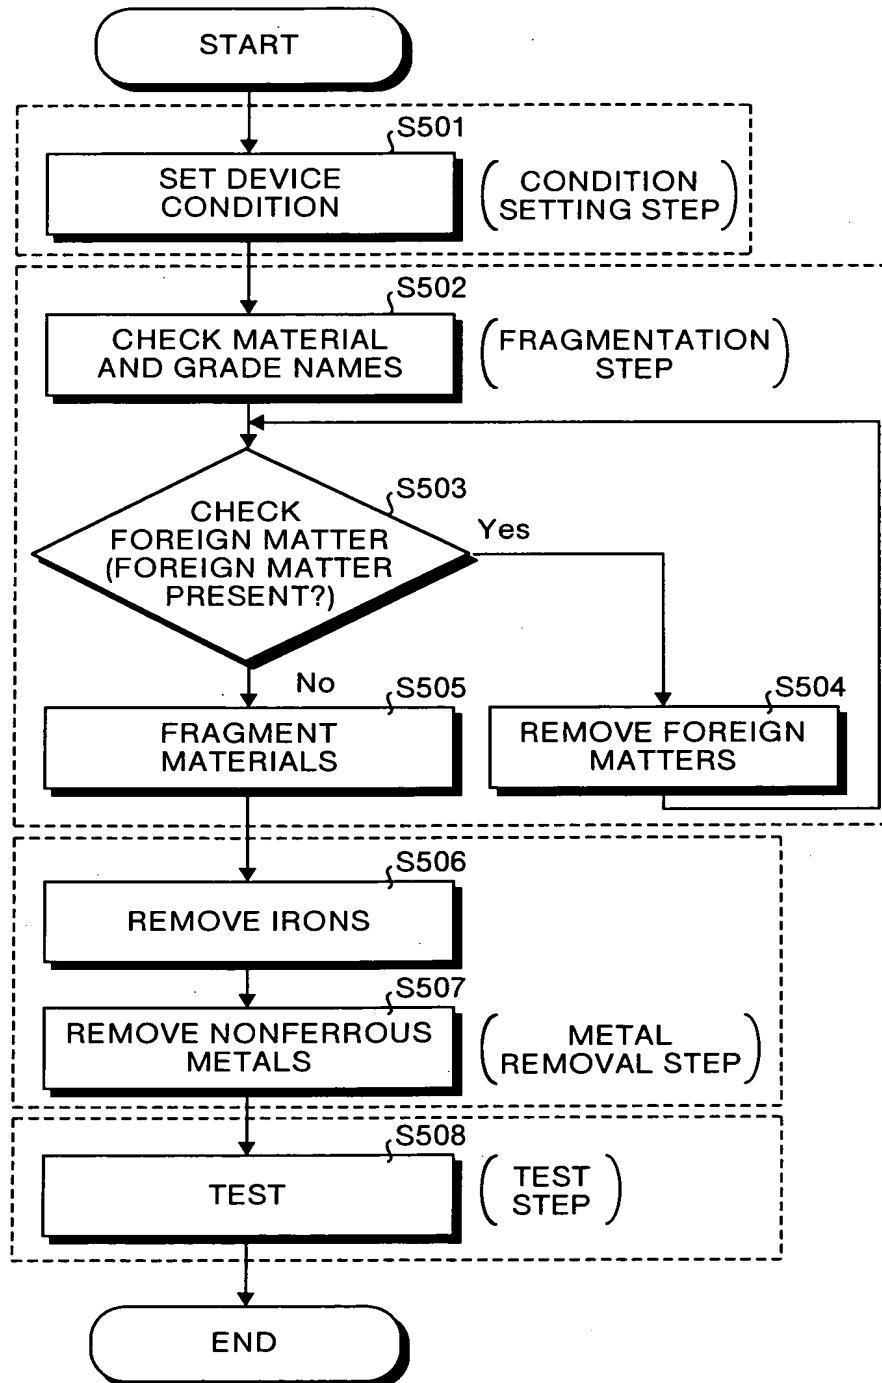 START
S501
SET DEVICE
CONDITION
(CONDITION
SETTING STEP)
S502
CHECK MATERIAL
AND GRADE NAMES
(FRAGMENTATION
STEP)
S503
CHECK
FOREIGN MATTER
(FOREIGN MATTER
PRESENT?)
Yes
No
S505
FRAGMENT
MATERIALS
S504
REMOVE FOREIGN
MATTERS
S506
REMOVE IRONS
S507
REMOVE NONFERROUS
METALS
(METAL
REMOVAL STEP)
S508
TEST
(TEST
STEP)
END